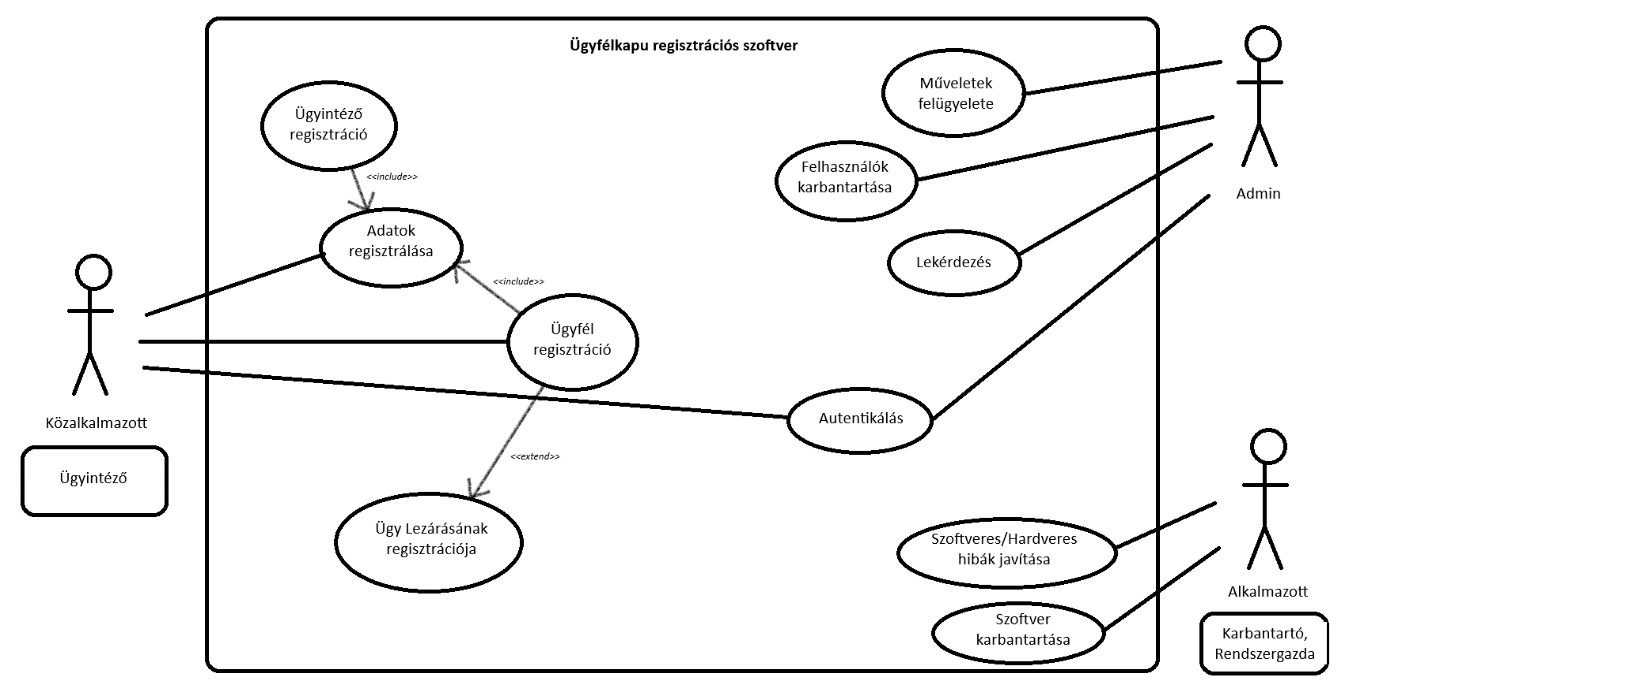 Ügyfélkapu regisztrációs szoftver
Műveletek
felügyelete
Ügyintéző
regisztráció
<<include>>
Felhasználók
karbantartása
Admin
Adatok
regisztrálása
Lekérdezés
<<include>>
Ügyfél
regisztráció
Közalkalmazott
Ügyintéző
Autentikálás
<<extend>>
Ügy Lezárásának
regisztrációja
Szoftveres/Hardveres
hibák javítása
Alkalmazott
Szoftver
karbantartása
Karbantartó,
Rendszergazda